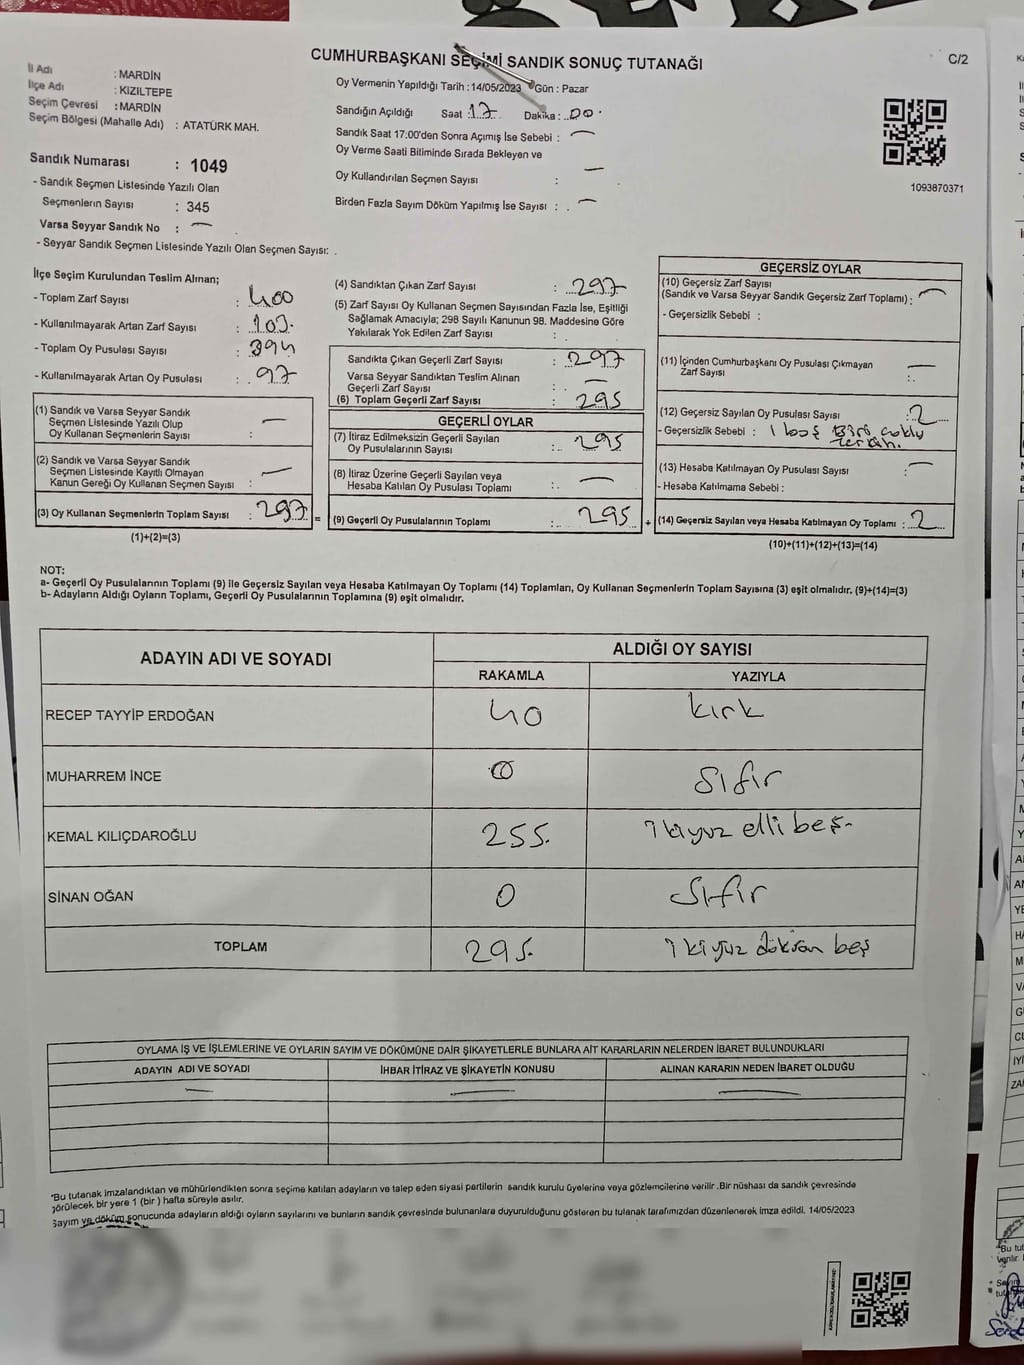 CUMHURBAŞKANI SEÇİMİ SANDIK SONUÇ TUTANAĞI
C/2
İl Adı : MARDİN
İlçe Adı : KIZILTEPE
Seçim Çevresi : MARDİN
Seçim Bölgesi (Mahalle Adı) : ATATÜRK MAH.
Sandık Numarası : 1049
- Sandık Seçmen Listesinde Yazılı Olan
Seçmenlerin Sayısı : 345
Varsa Seyyar Sandık No : —
- Seyyar Sandık Seçmen Listesinde Yazılı Olan Seçmen Sayısı: .
Oy Vermenin Yapıldığı Tarih : 14/05/2023 Gün : Pazar
Sandığın Açıldığı Saat : 17 Dakika : 00
Sandık Saat 17:00'den Sonra Açımış İse Sebebi : —
Oy Verme Saati Bitiminde Sırada Bekleyen ve
Oy Kullandırılan Seçmen Sayısı : —
Birden Fazla Sayım Döküm Yapılmış İse Sayısı : —
1093870371
İlçe Seçim Kurulundan Teslim Alınan;
- Toplam Zarf Sayısı : 400
- Kullanılmayarak Artan Zarf Sayısı : 103
- Toplam Oy Pusulası Sayısı : 394
- Kullanılmayarak Artan Oy Pusulası : 97
(1) Sandık ve Varsa Seyyar Sandık
Seçmen Listesinde Yazılı Olup
Oy Kullanan Seçmenlerin Sayısı : —
(2) Sandık ve Varsa Seyyar Sandık
Seçmen Listesinde Kayıtlı Olmayan
Kanun Gereği Oy Kullanan Seçmen Sayısı : —
(3) Oy Kullanan Seçmenlerin Toplam Sayısı : 297 =
(1)+(2)=(3)
(4) Sandıktan Çıkan Zarf Sayısı : 297
(5) Zarf Sayısı Oy Kullanan Seçmen Sayısından Fazla İse, Eşitliği
Sağlamak Amacıyla; 298 Sayılı Kanunun 98. Maddesine Göre
Yakılarak Yok Edilen Zarf Sayısı :
Sandıkta Çıkan Geçerli Zarf Sayısı : 297
Varsa Seyyar Sandıktan Teslim Alınan
Geçerli Zarf Sayısı : —
(6) Toplam Geçerli Zarf Sayısı : 295
GEÇERLİ OYLAR
(7) İtiraz Edilmeksizin Geçerli Sayılan
Oy Pusulalarının Sayısı : 295
(8) İtiraz Üzerine Geçerli Sayılan veya
Hesaba Katılan Oy Pusulası Toplamı : —
(9) Geçerli Oy Pusulalarının Toplamı : 295 +
GEÇERSİZ OYLAR
(10) Geçersiz Zarf Sayısı
(Sandık ve Varsa Seyyar Sandık Geçersiz Zarf Toplamı) : —
- Geçersizlik Sebebi :
(11) İçinden Cumhurbaşkanı Oy Pusulası Çıkmayan
Zarf Sayısı : —
(12) Geçersiz Sayılan Oy Pusulası Sayısı : 2
- Geçersizlik Sebebi : 1 boş Biri çoklu
tercih.
(13) Hesaba Katılmayan Oy Pusulası Sayısı : —
- Hesaba Katılmama Sebebi :
(14) Geçersiz Sayılan veya Hesaba Katılmayan Oy Toplamı : 2
(10)+(11)+(12)+(13)=(14)
NOT:
a- Geçerli Oy Pusulalarının Toplamı (9) ile Geçersiz Sayılan veya Hesaba Katılmayan Oy Toplamı (14) Toplamları, Oy Kullanan Seçmenlerin Toplam Sayısına (3) eşit olmalıdır. (9)+(14)=(3)
b- Adayların Aldığı Oyların Toplamı, Geçerli Oy Pusulalarının Toplamına (9) eşit olmalıdır.
ADAYIN ADI VE SOYADI
ALDIĞI OY SAYISI
RAKAMLA YAZIYLA
RECEP TAYYİP ERDOĞAN 40 kırk
MUHARREM İNCE 0 sıfır
KEMAL KILIÇDAROĞLU 255. ikiyüz elli beş-
SİNAN OĞAN 0 sıfır
TOPLAM 295. ikiyüz döksan beş
OYLAMA İŞ VE İŞLEMLERİNE VE OYLARIN SAYIM VE DÖKÜMÜNE DAİR ŞİKAYETLERLE BUNLARA AİT KARARLARIN NELERDEN İBARET BULUNDUKLARI
ADAYIN ADI VE SOYADI İHBAR İTİRAZ VE ŞİKAYETİN KONUSU ALINAN KARARIN NEDEN İBARET OLDUĞU
— — —
*Bu tutanak imzalandıktan ve mühürlendikten sonra seçime katılan adayların ve talep eden siyasi partilerin sandık kurulu üyelerine veya gözlemcilerine verilir .Bir nüshası da sandık çevresinde
görülecek bir yere 1 (bir ) hafta süreyle asılır.
Sayım ve döküm sonucunda adayların aldığı oyların sayılarını ve bunların sandık çevresinde bulunanlara duyurulduğunu gösteren bu tutanak tarafımızdan düzenlenerek imza edildi. 14/05/2023